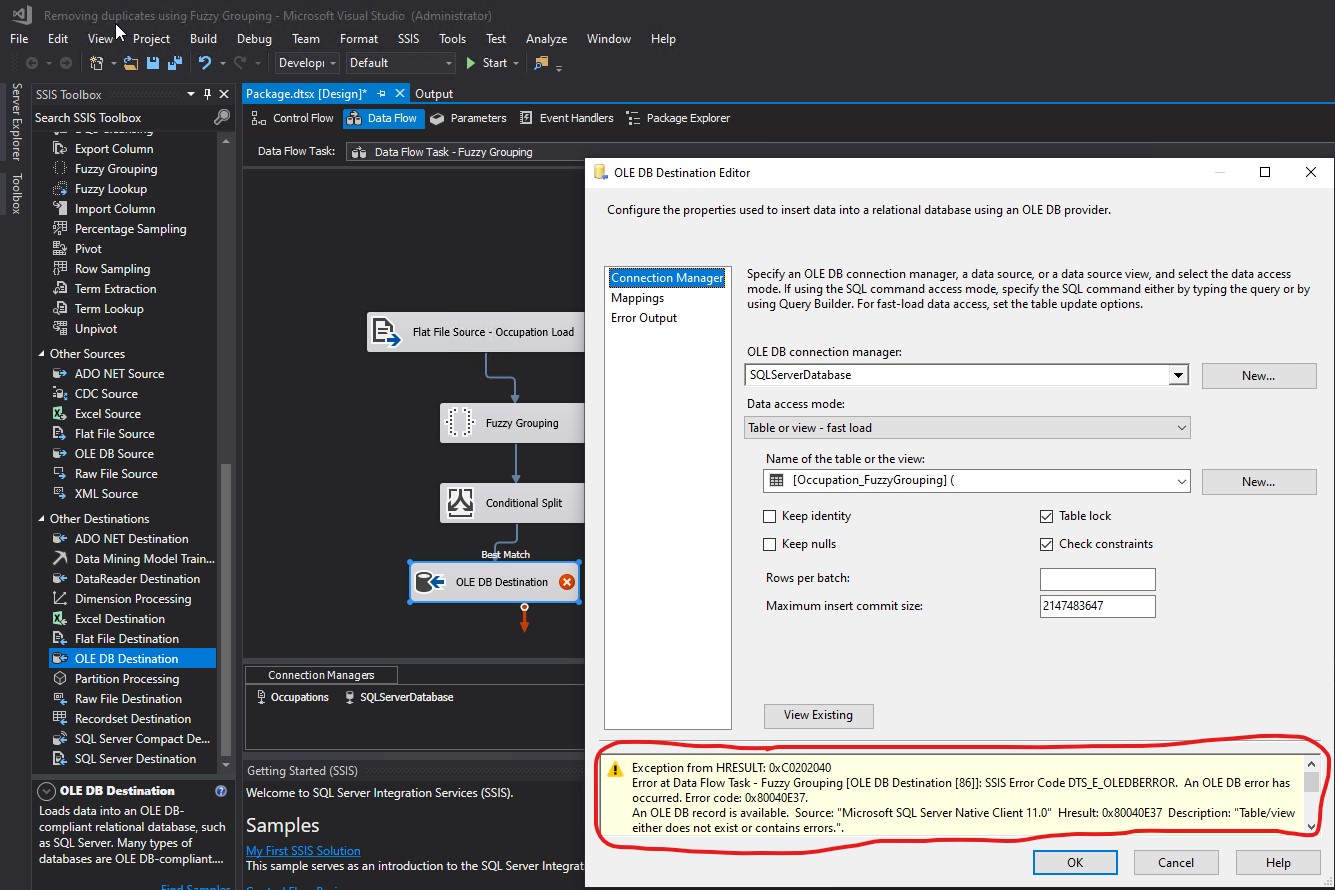 Removing duplicates using Fuzzy Grouping - Microsoft Visual Studio (Administrator)
File Edit View Project Build Debug Team Format SSIS Tools Test Analyze Window Help
Default Start
Server Explorer
Toolbox
SSIS Toolbox
Search SSIS Toolbox
Export Column
Fuzzy Grouping
Fuzzy Lookup
Import Column
Percentage Sampling
Pivot
Row Sampling
Term Extraction
Term Lookup
Unpivot
Other Sources
ADO NET Source
CDC Source
Excel Source
Flat File Source
OLE DB Source
Raw File Source
XML Source
Other Destinations
ADO NET Destination
Data Mining Model Train...
DataReader Destination
Dimension Processing
Excel Destination
Flat File Destination
OLE DB Destination
Partition Processing
Raw File Destination
Recordset Destination
SQL Server Compact De...
SQL Server Destination
OLE DB Destination
Loads data into an OLE DB-
compliant relational database, such
as SQL Server. Many types of
databases are OLE DB-compliant....
Find Samples
Package.dtsx [Design]* Output
Control Flow Data Flow Parameters Event Handlers Package Explorer
Data Flow Task: Data Flow Task - Fuzzy Grouping
Flat File Source - Occupation Load
Fuzzy Grouping
Conditional Split
Best Match
OLE DB Destination
Connection Managers
Occupations SQLServerDatabase
Getting Started (SSIS)
Welcome to SQL Server Integration Services (SSIS).
Samples
My First SSIS Solution
This sample serves as an introduction to the SQL Server Integrat
OLE DB Destination Editor
Configure the properties used to insert data into a relational database using an OLE DB provider.
Connection Manager
Mappings
Error Output
Specify an OLE DB connection manager, a data source, or a data source view, and select the data access
mode. If using the SQL command access mode, specify the SQL command either by typing the query or by
using Query Builder. For fast-load data access, set the table update options.
OLE DB connection manager:
SQLServerDatabase New...
Data access mode:
Table or view - fast load
Name of the table or the view:
[Occupation_FuzzyGrouping] ( New...
Keep identity Table lock
Keep nulls Check constraints
Rows per batch:
Maximum insert commit size: 2147483647
View Existing
Exception from HRESULT: 0xC0202040
Error at Data Flow Task - Fuzzy Grouping [OLE DB Destination [86]]: SSIS Error Code DTS_E_OLEDBERROR. An OLE DB error has
occurred. Error code: 0x80040E37.
An OLE DB record is available. Source: "Microsoft SQL Server Native Client 11.0" Hresult: 0x80040E37 Description: "Table/view
either does not exist or contains errors.".
OK Cancel Help